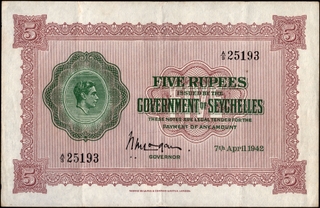 5 5
A/2 25193
FIVE RUPEES
ISSUED BY THE
GOVERNMENT OF SEYCHELLES
THESE NOTES ARE LEGAL TENDER FOR THE
PAYMENT OF ANY AMOUNT
A/2 25193
GOVERNOR
7th April 1942
5 5